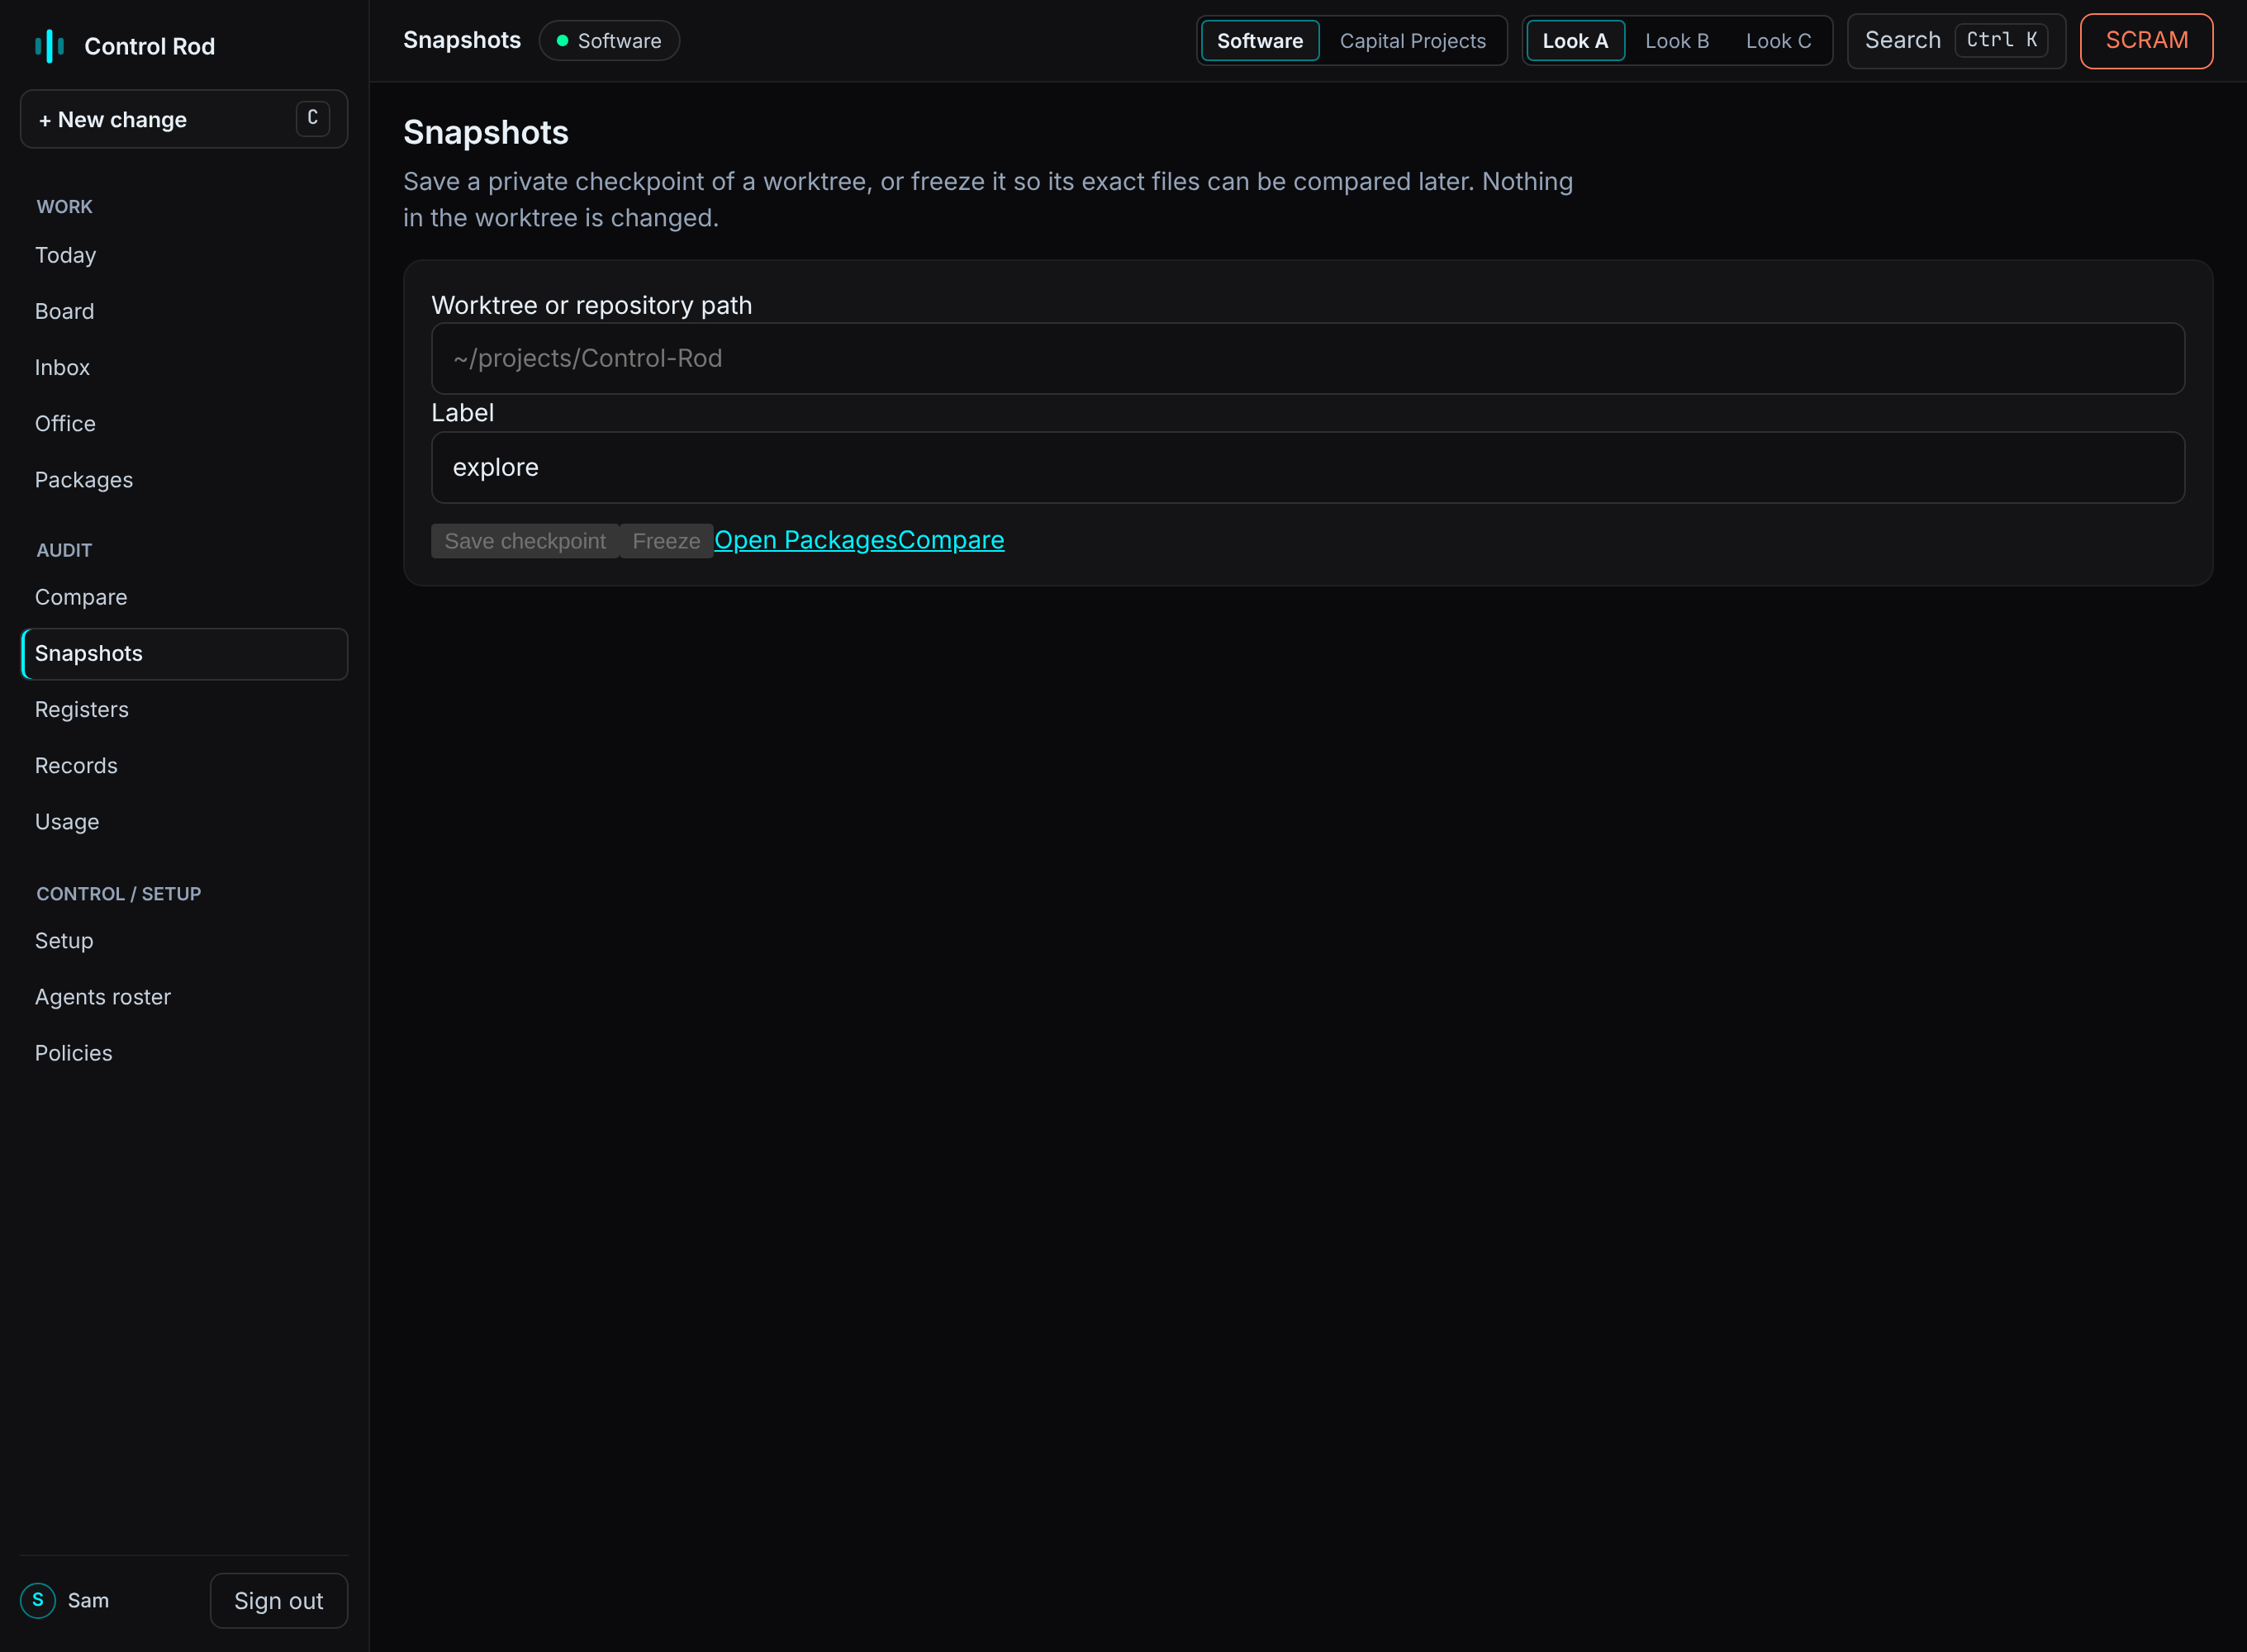 Control Rod
+ New change C
WORK
Today
Board
Inbox
Office
Packages
AUDIT
Compare
Snapshots
Registers
Records
Usage
CONTROL / SETUP
Setup
Agents roster
Policies
S Sam Sign out
Snapshots Software Software Capital Projects Look A Look B Look C Search Ctrl K SCRAM
Snapshots
Save a private checkpoint of a worktree, or freeze it so its exact files can be compared later. Nothing
in the worktree is changed.
Worktree or repository path
~/projects/Control-Rod
Label
explore
Save checkpoint Freeze Open Packages Compare